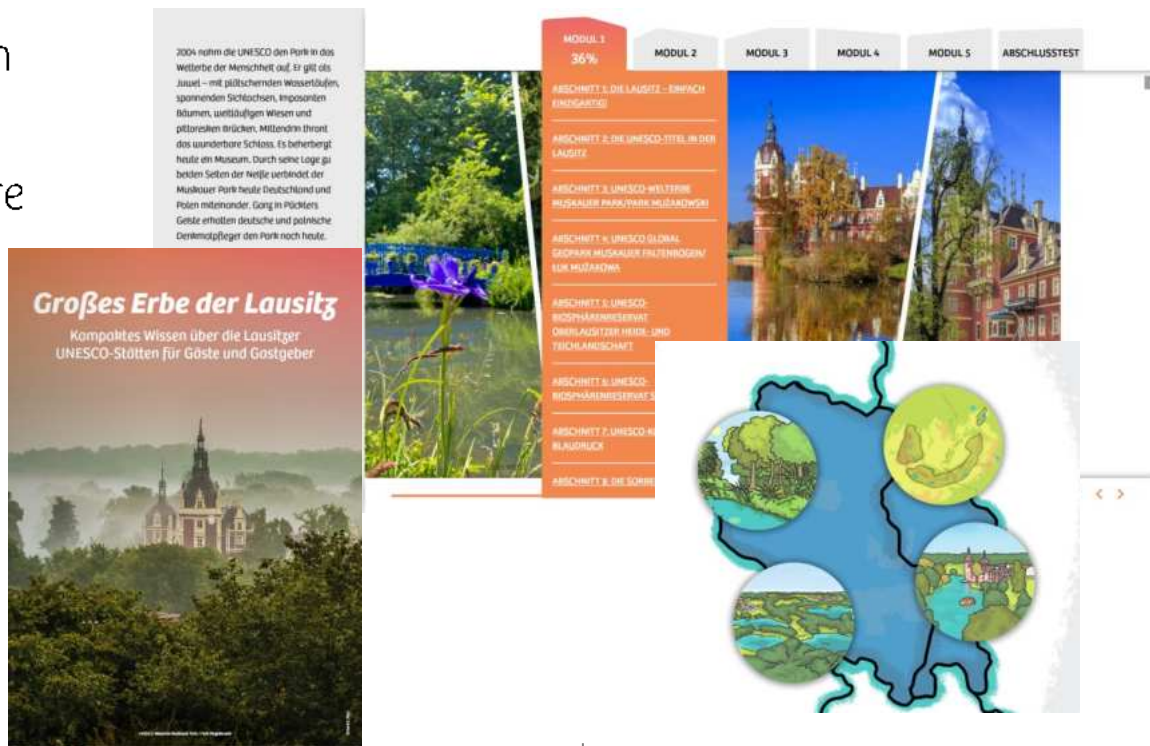 n
re
2004 nahm die UNESCO den Park in das
Welterbe der Menschheit auf. Er gilt als
Juwel – mit plätschernden Wasserläufen,
spannenden Sichtachsen, imposanten
Bäumen, weitläufigen Wiesen und
pittoresken Brücken. Mittendrin thront
das wunderbare Schloss. Es beherbergt
heute ein Museum. Durch seine Lage zu
beiden Seiten der Neiße verbindet der
Muskauer Park heute Deutschland und
Polen miteinander. Ganz in Pücklers
Geiste erhalten deutsche und polnische
Denkmalpfleger den Park noch heute.
MODUL 1
36%
MODUL 2
MODUL 3
MODUL 4
MODUL 5
ABSCHLUSSTEST
ABSCHNITT 1: DIE LAUSITZ – EINFACH
EINZIGARTIG!
ABSCHNITT 2: DIE UNESCO-TITEL IN DER
LAUSITZ
ABSCHNITT 3: UNESCO-WELTERBE
MUSKAUER PARK/PARK MUŻAKOWSKI
ABSCHNITT 4: UNESCO GLOBAL
GEOPARK MUSKAUER FALTENBOGEN/
ŁUK MUŻAKOWA
ABSCHNITT 5: UNESCO-
BIOSPHÄRENRESERVAT
OBERLAUSITZER HEIDE- UND
TEICHLANDSCHAFT
ABSCHNITT 6: UNESCO-
BIOSPHÄRENRESERVAT S
ABSCHNITT 7: UNESCO-K
BLAUDRUCK
ABSCHNITT 8: DIE SORBE
Großes Erbe der Lausitz
Kompaktes Wissen über die Lausitzer
UNESCO-Stätten für Gäste und Gastgeber